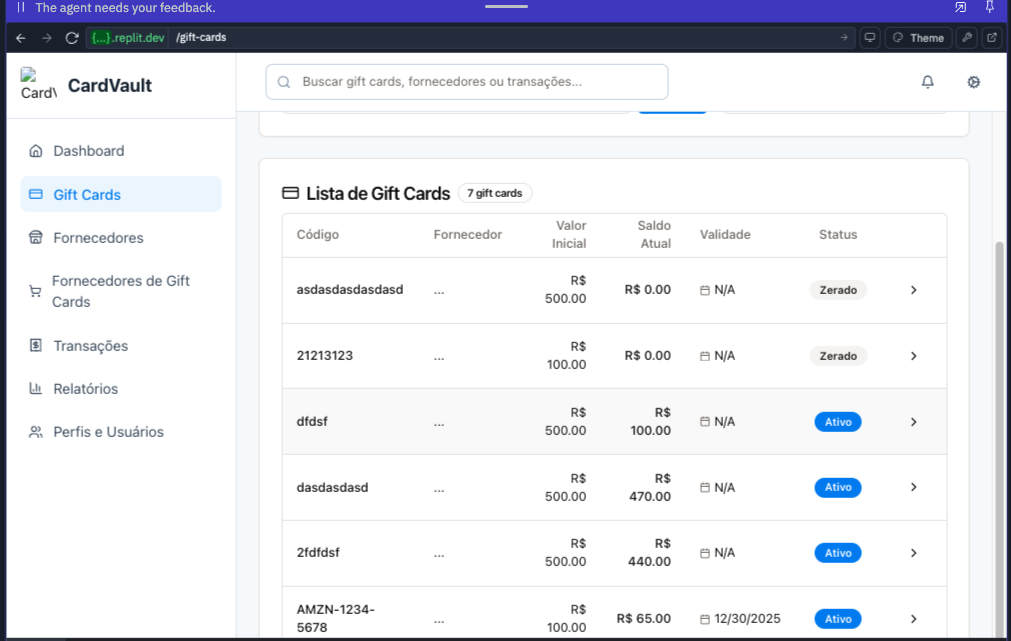 The agent needs your feedback.
{...}.replit.dev /gift-cards
Theme
CardV
CardVault
Buscar gift cards, fornecedores ou transações...
Dashboard
Gift Cards
Fornecedores
Fornecedores de Gift
Cards
Transações
Relatórios
Perfis e Usuários
Lista de Gift Cards 7 gift cards
Código Fornecedor Valor Inicial Saldo Atual Validade Status
asdasdasdasdasd ... R$ 500.00 R$ 0.00 N/A Zerado
21213123 ... R$ 100.00 R$ 0.00 N/A Zerado
dfdsf ... R$ 500.00 R$ 100.00 N/A Ativo
dasdasdasd ... R$ 500.00 R$ 470.00 N/A Ativo
2fdfdsf ... R$ 500.00 R$ 440.00 N/A Ativo
AMZN-1234-5678 ... R$ 100.00 R$ 65.00 12/30/2025 Ativo